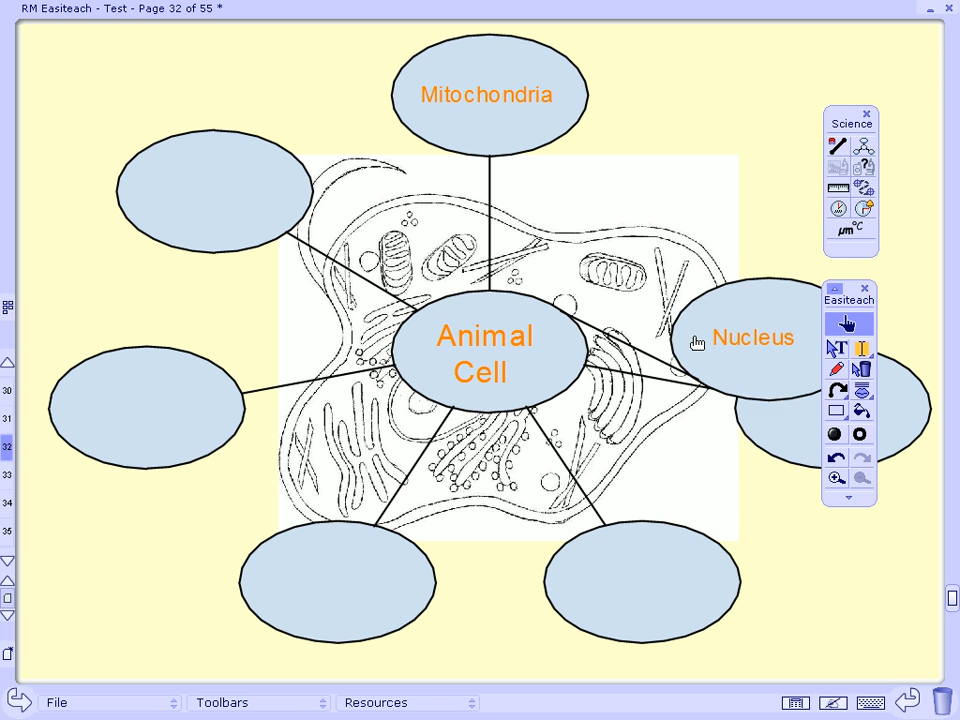 RM Easiteach - Test - Page 32 of 55 *
Mitochondria
Science
µm°C
Easiteach
T
Nucleus
Animal
Cell
30
31
32
33
34
35
File
Toolbars
Resources